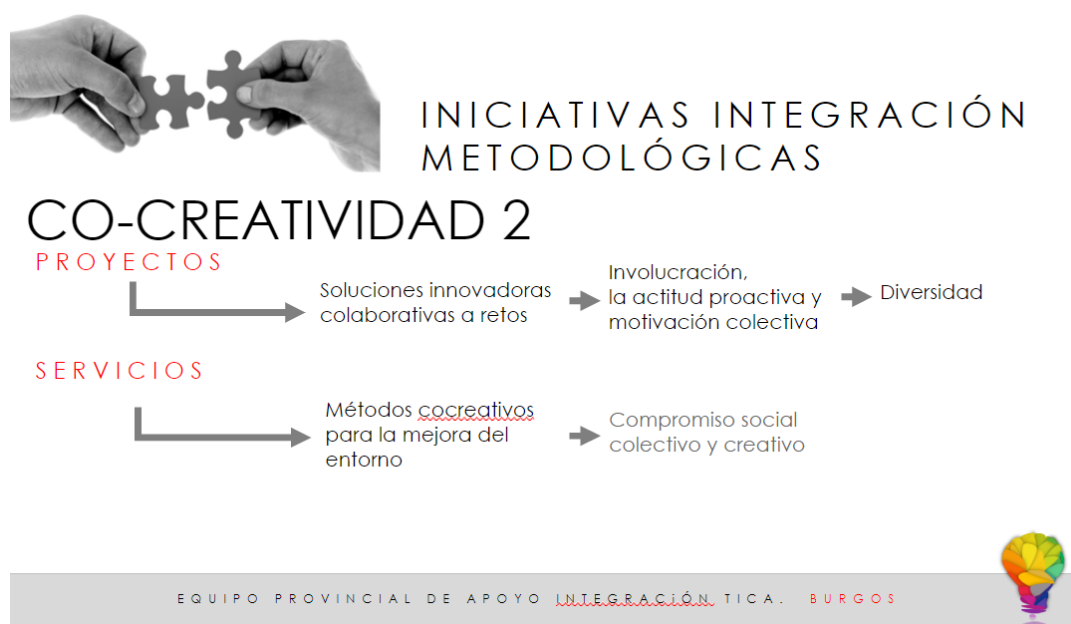 INICIATIVAS INTEGRACIÓN
METODOLÓGICAS
CO-CREATIVIDAD 2
PROYECTOS
Soluciones innovadoras
colaborativas a retos
Involucración,
la actitud proactiva y
motivación colectiva
Diversidad
SERVICIOS
Métodos cocreativos
para la mejora del
entorno
Compromiso social
colectivo y creativo
EQUIPO PROVINCIAL DE APOYO INTEGRACiÓN TICA. BURGOS